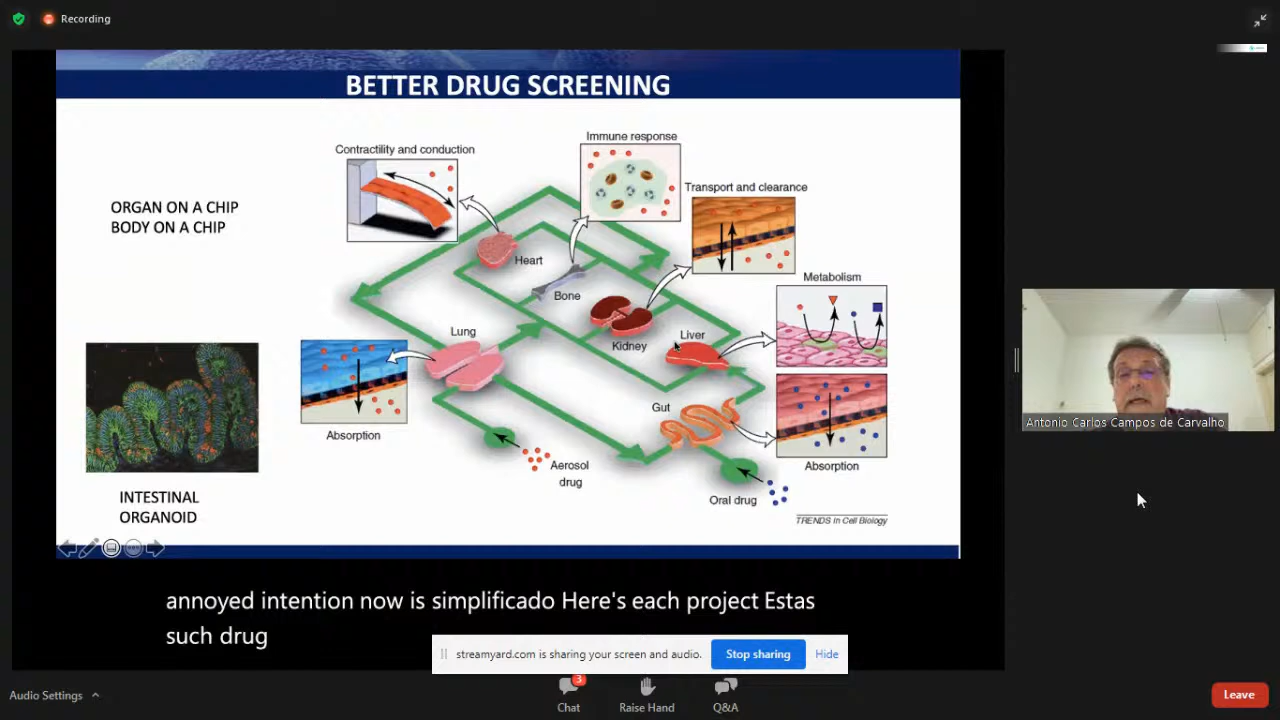 Recording
BETTER DRUG SCREENING
ORGAN ON A CHIP
BODY ON A CHIP
Contractility and conduction
Immune response
Transport and clearance
Metabolism
Heart
Bone
Kidney
Liver
Lung
Gut
Absorption
Absorption
Aerosol
drug
Oral drug
TRENDS in Cell Biology
INTESTINAL
ORGANOID
Antonio Carlos Campos de Carvalho
annoyed intention now is simplificado Here's each project Estas
such drug
streamyard.com is sharing your screen and audio.
Stop sharing
Hide
Audio Settings
3
Chat
Raise Hand
Q&A
Leave